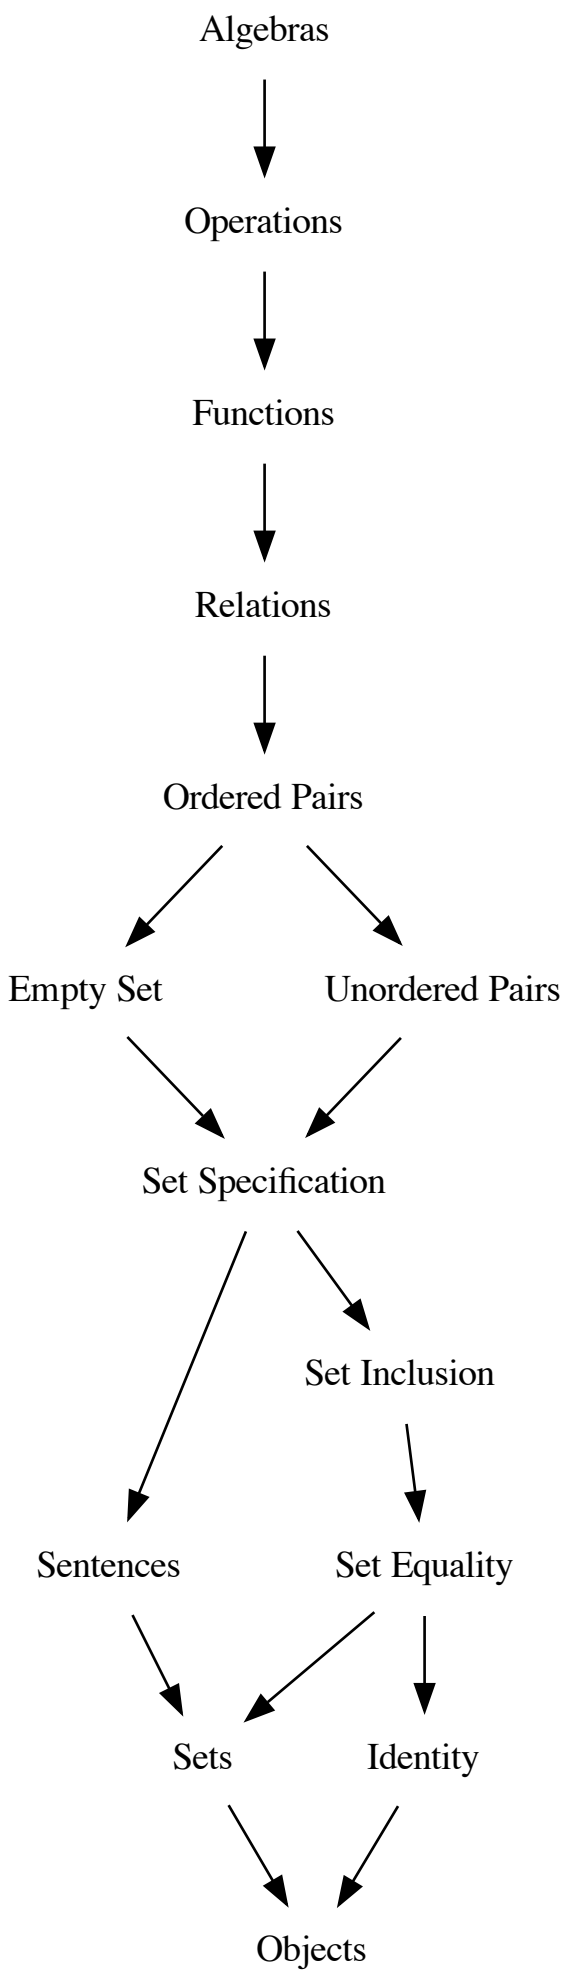 Algebras
Operations
Functions
Relations
Ordered Pairs
Empty Set
Unordered Pairs
Set Specification
Set Inclusion
Sentences
Set Equality
Sets
Identity
Objects